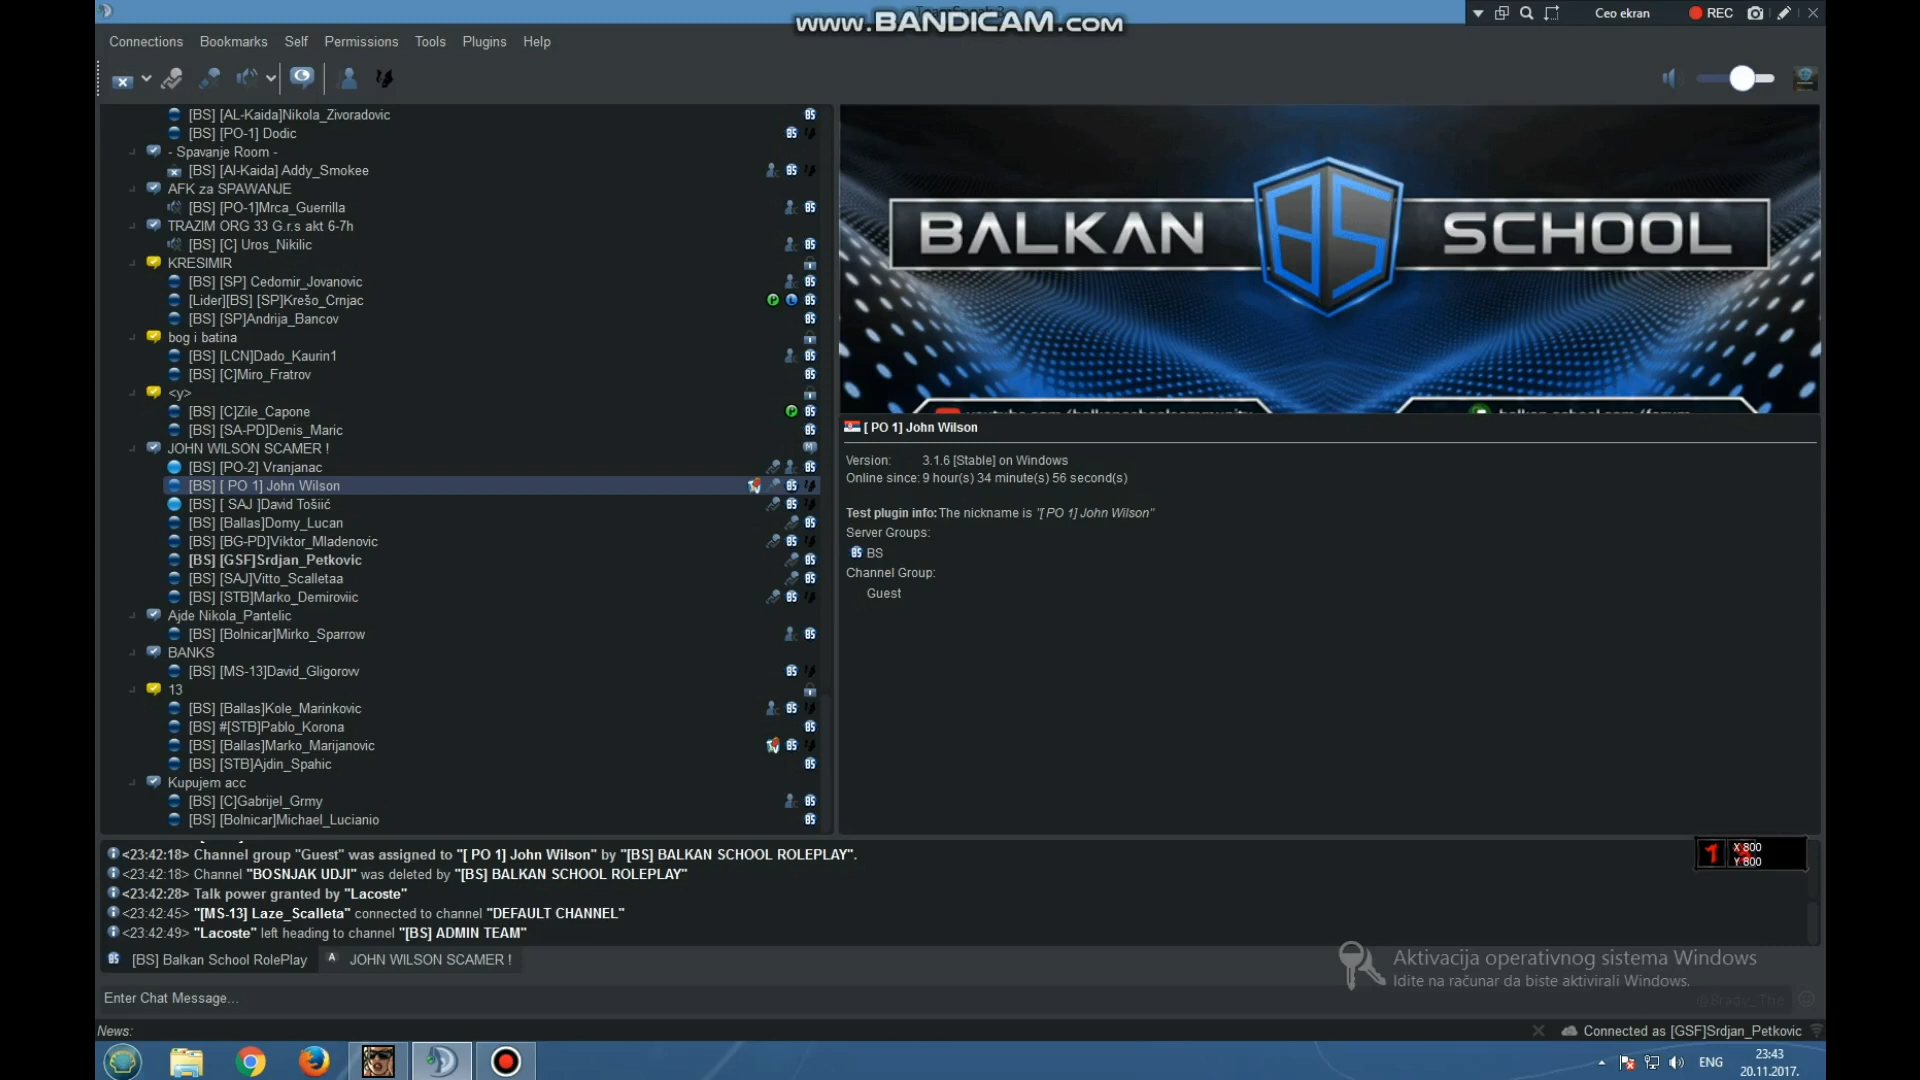 www.BANDICAM.com
Ceo ekran
REC
Connections Bookmarks Self Permissions Tools Plugins Help
[BS] [AL-Kaida]Nikola_Zivoradovic
[BS] [PO-1] Dodic
- Spavanje Room -
[BS] [Al-Kaida] Addy_Smokee
AFK za SPAWANJE
[BS] [PO-1]Mrca_Guerrilla
TRAZIM ORG 33 G.r.s akt 6-7h
[BS] [C] Uros_Nikilic
KRESIMIR
[BS] [SP] Cedomir_Jovanovic
[Lider][BS] [SP]Krešo_Crnjac
[BS] [SP]Andrija_Bancov
bog i batina
[BS] [LCN]Dado_Kaurin1
[BS] [C]Miro_Fratrov
<y>
[BS] [C]Zile_Capone
[BS] [SA-PD]Denis_Maric
JOHN WILSON SCAMER !
[BS] [PO-2] Vranjanac
[BS] [ PO 1] John Wilson
[BS] [ SAJ ]David Tošiić
[BS] [Ballas]Domy_Lucan
[BS] [BG-PD]Viktor_Mladenovic
[BS] [GSF]Srdjan_Petkovic
[BS] [SAJ]Vitto_Scalletaa
[BS] [STB]Marko_Demiroviic
Ajde Nikola_Pantelic
[BS] [Bolnicar]Mirko_Sparrow
BANKS
[BS] [MS-13]David_Gligorovv
13
[BS] [Ballas]Kole_Marinkovic
[BS] #[STB]Pablo_Korona
[BS] [Ballas]Marko_Marijanovic
[BS] [STB]Ajdin_Spahic
Kupujem acc
[BS] [C]Gabrijel_Grmy
[BS] [Bolnicar]Michael_Lucianio
BALKAN BS SCHOOL
[ PO 1] John Wilson
Version: 3.1.6 [Stable] on Windows
Online since: 9 hour(s) 34 minute(s) 56 second(s)
Test plugin info: The nickname is "[ PO 1] John Wilson"
Server Groups:
BS
Channel Group:
Guest
X 800
Y 800
<23:42:18> Channel group "Guest" was assigned to "[ PO 1] John Wilson" by "[BS] BALKAN SCHOOL ROLEPLAY".
<23:42:18> Channel "BOSNJAK UDJI" was deleted by "[BS] BALKAN SCHOOL ROLEPLAY"
<23:42:28> Talk power granted by "Lacoste"
<23:42:45> "[MS-13] Laze_Scalleta" connected to channel "DEFAULT CHANNEL"
<23:42:49> "Lacoste" left heading to channel "[BS] ADMIN TEAM"
[BS] Balkan School RolePlay
JOHN WILSON SCAMER !
Aktivacija operativnog sistema Windows
Idite na računar da biste aktivirali Windows.
Enter Chat Message...
News:
Connected as [GSF]Srdjan_Petkovic
ENG
23:43
20.11.2017.